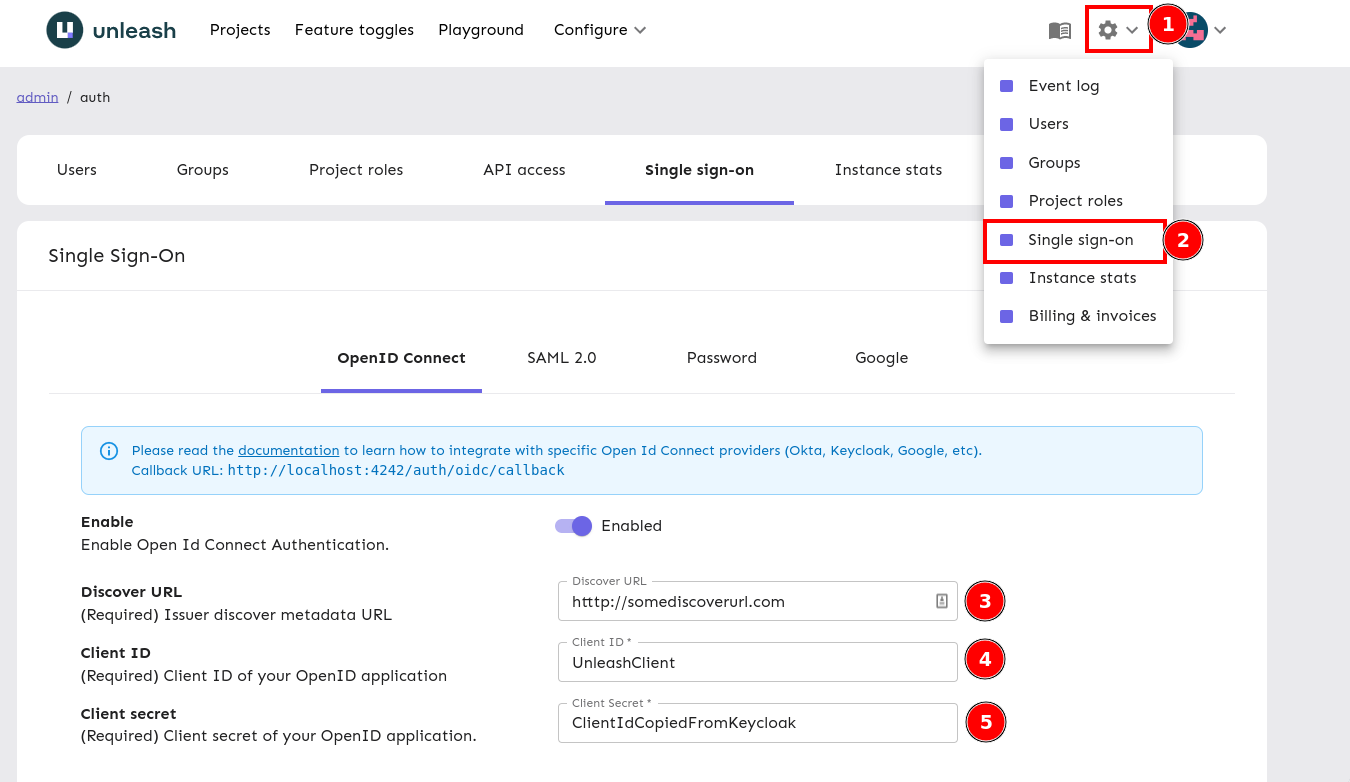 unleash Projects Feature toggles Playground Configure 1
Event log
admin / auth
Users
Groups
Project roles
Single sign-on 2
Instance stats
Billing & invoices
Users Groups Project roles API access Single sign-on Instance stats
Single Sign-On
OpenID Connect SAML 2.0 Password Google
Please read the documentation to learn how to integrate with specific Open Id Connect providers (Okta, Keycloak, Google, etc).
Callback URL: http://localhost:4242/auth/oidc/callback
Enable
Enable Open Id Connect Authentication.
Enabled
Discover URL
(Required) Issuer discover metadata URL
Discover URL
htttp://somediscoverurl.com 3
Client ID
(Required) Client ID of your OpenID application
Client ID *
UnleashClient 4
Client secret
(Required) Client secret of your OpenID application.
Client Secret *
ClientIdCopiedFromKeycloak 5